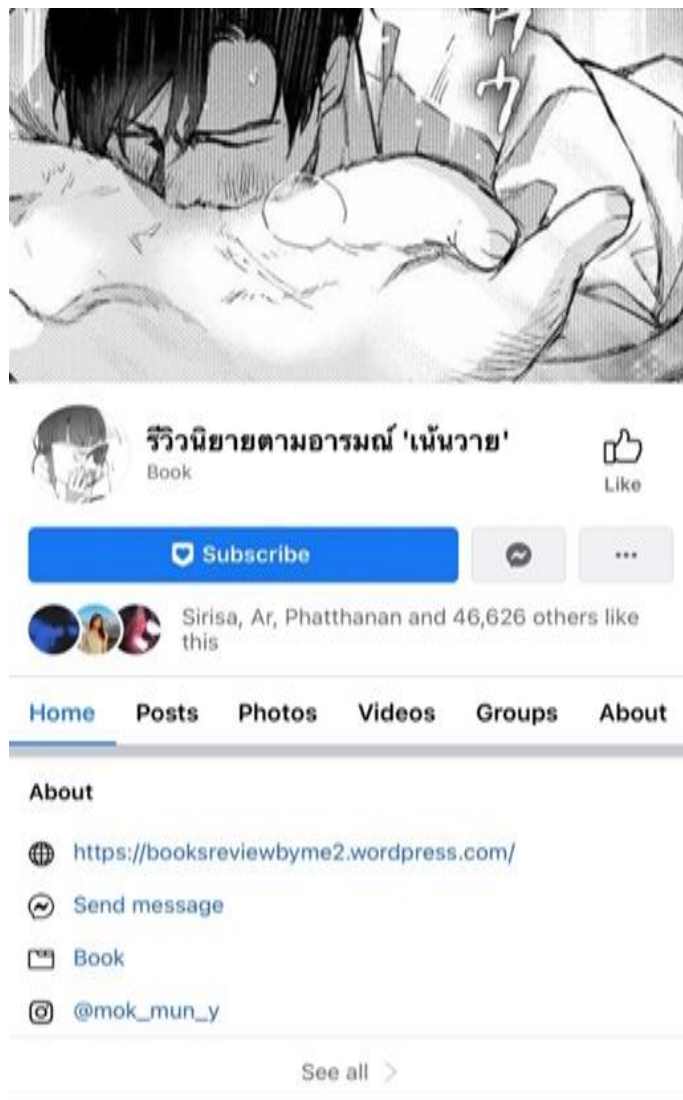 ウ
รีวิวนิยายตามอารมณ์ 'เน้นวาย'
Book
Like
Subscribe
Sirisa, Ar, Phatthanan and 46,626 others like
this
Home Posts Photos Videos Groups About
About
https://booksreviewbyme2.wordpress.com/
Send message
Book
@mok_mun_y
See all